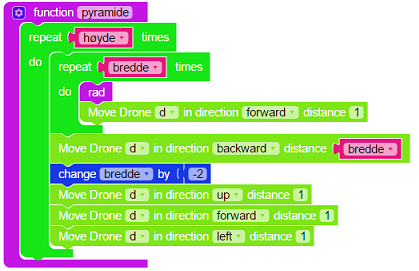 function pyramide
repeat høyde times
do repeat bredde times
do rad
Move Drone d in direction forward distance 1
Move Drone d in direction backward distance bredde
change bredde by -2
Move Drone d in direction up distance 1
Move Drone d in direction forward distance 1
Move Drone d in direction left distance 1